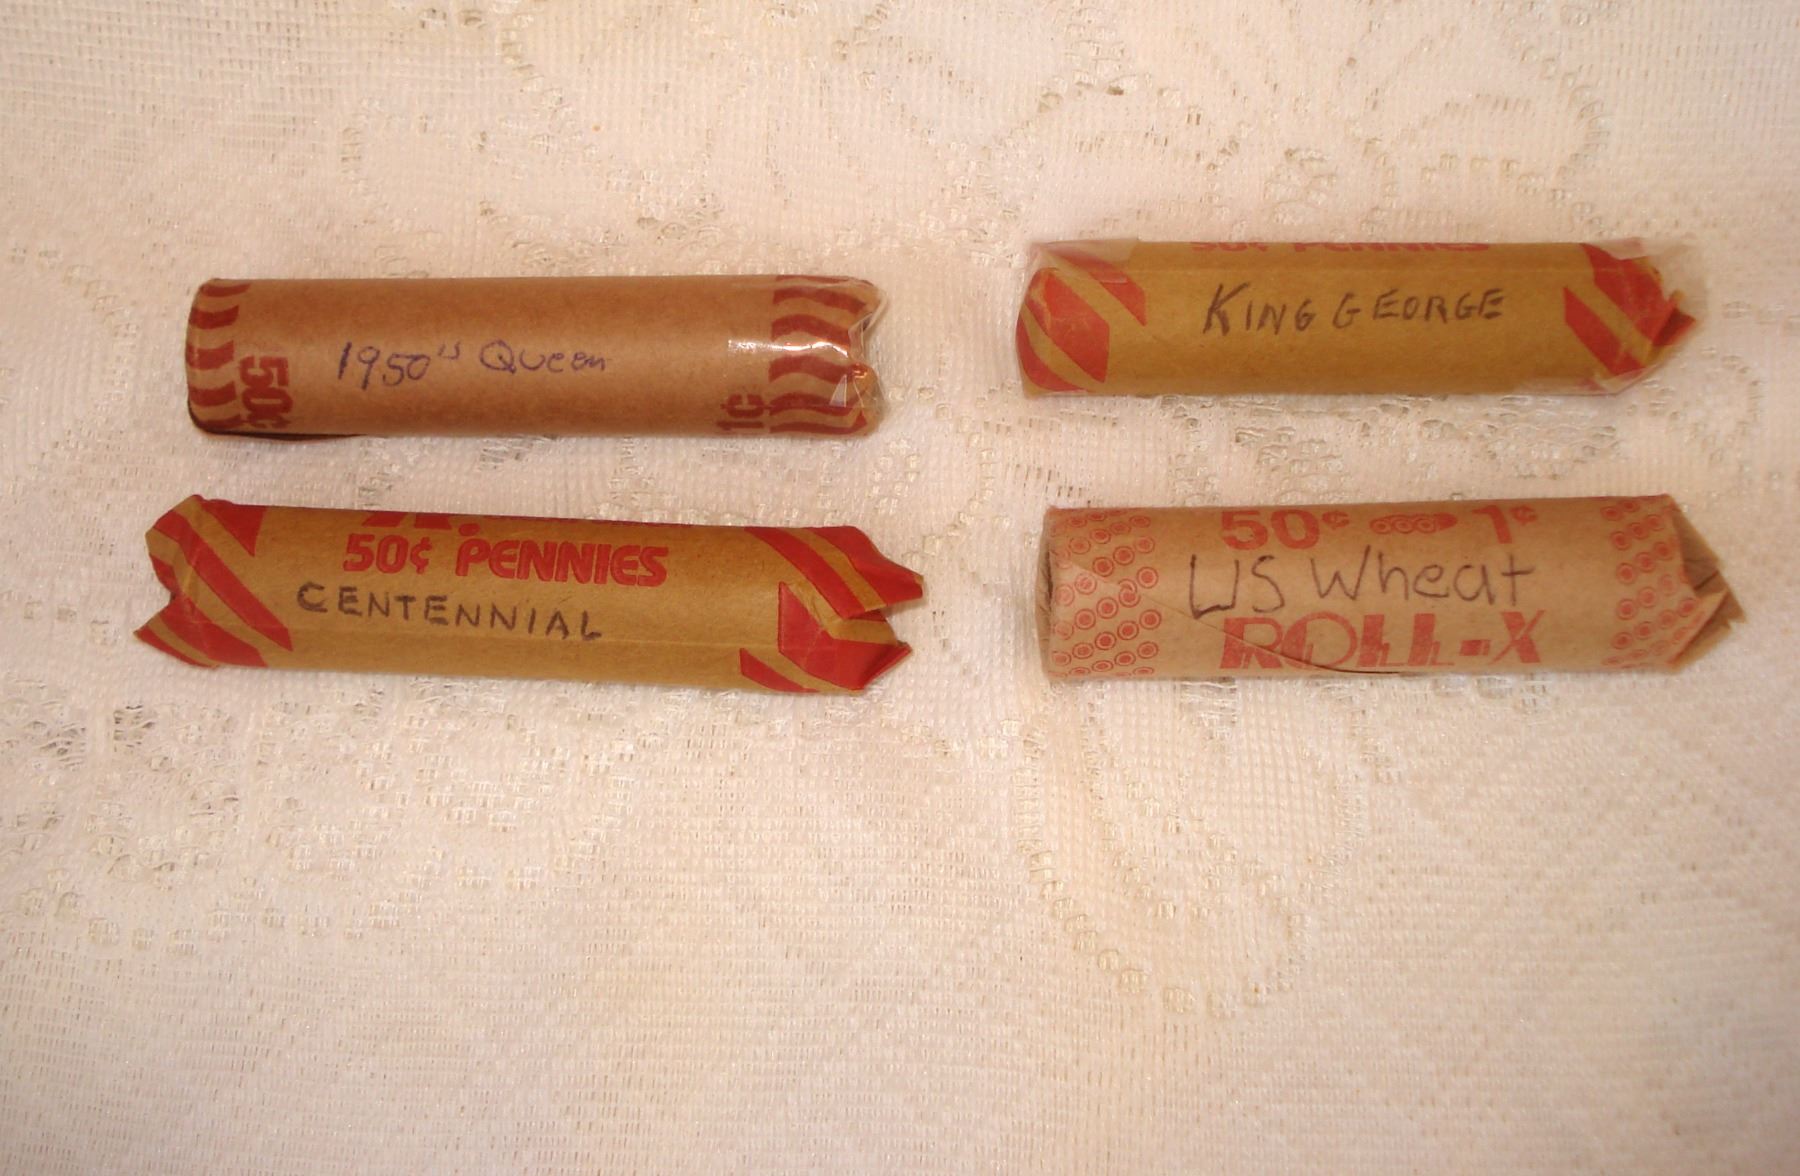 1950's Queen
50¢
1¢
50¢ PENNIES
KING GEORGE
50¢ PENNIES
CENTENNIAL
50¢ 1¢
US Wheat
ROLL-X